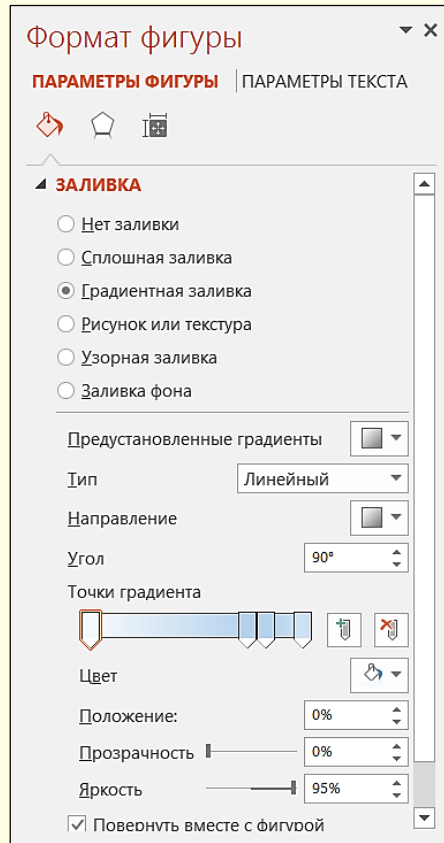 Формат фигуры
ПАРАМЕТРЫ ФИГУРЫ ПАРАМЕТРЫ ТЕКСТА
ЗАЛИВКА
Нет заливки
Сплошная заливка
Градиентная заливка
Рисунок или текстура
Узорная заливка
Заливка фона
Предустановленные градиенты
Тип Линейный
Направление
Угол 90°
Точки градиента
Цвет
Положение: 0%
Прозрачность 0%
Яркость 95%
Повернуть вместе с фигурой